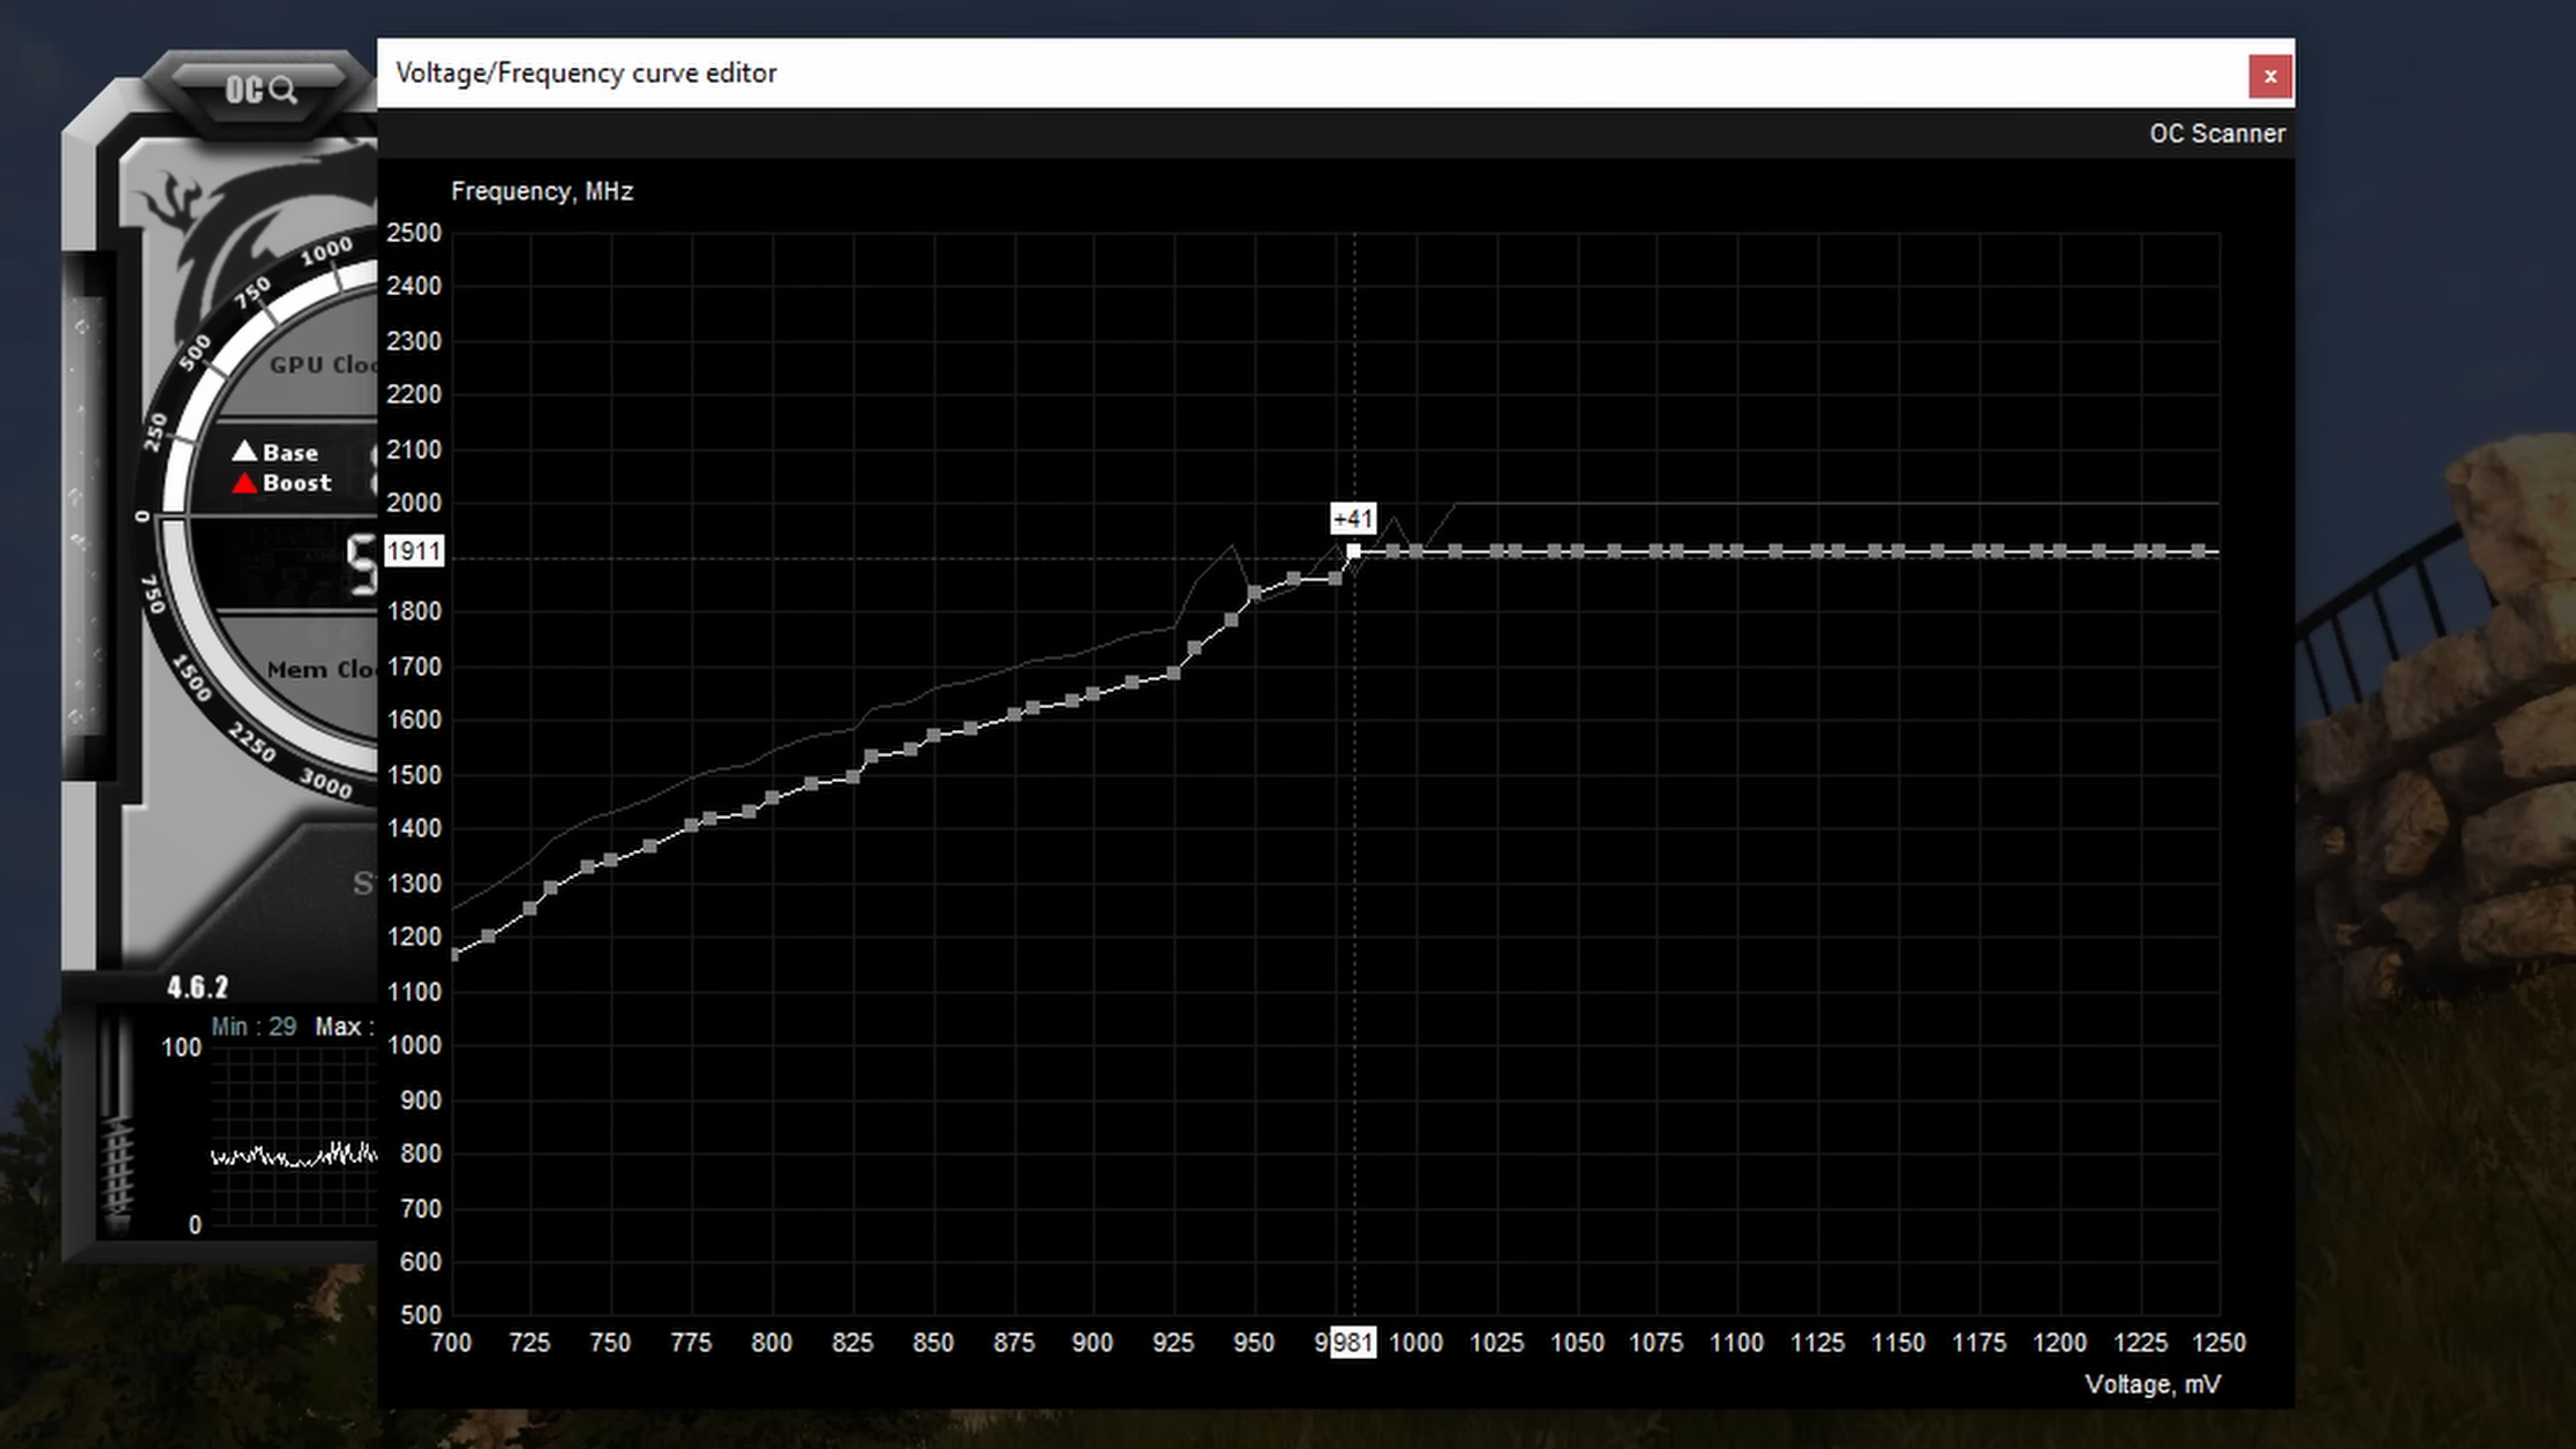 OC
Voltage/Frequency curve editor
x
OC Scanner
Frequency, MHz
2500
2400
2300
2200
2100
2000
1911
1800
1700
1600
1500
1400
1300
1200
1100
1000
900
800
700
600
500
+41
700 725 750 775 800 825 850 875 900 925 950 9 981 1000 1025 1050 1075 1100 1125 1150 1175 1200 1225 1250
Voltage, mV
1000
750
500
250
0
750
1500
2250
3000
GPU Cloc
Base
Boost
5
Mem Clo
4.6.2
Min : 29 Max :
100
0